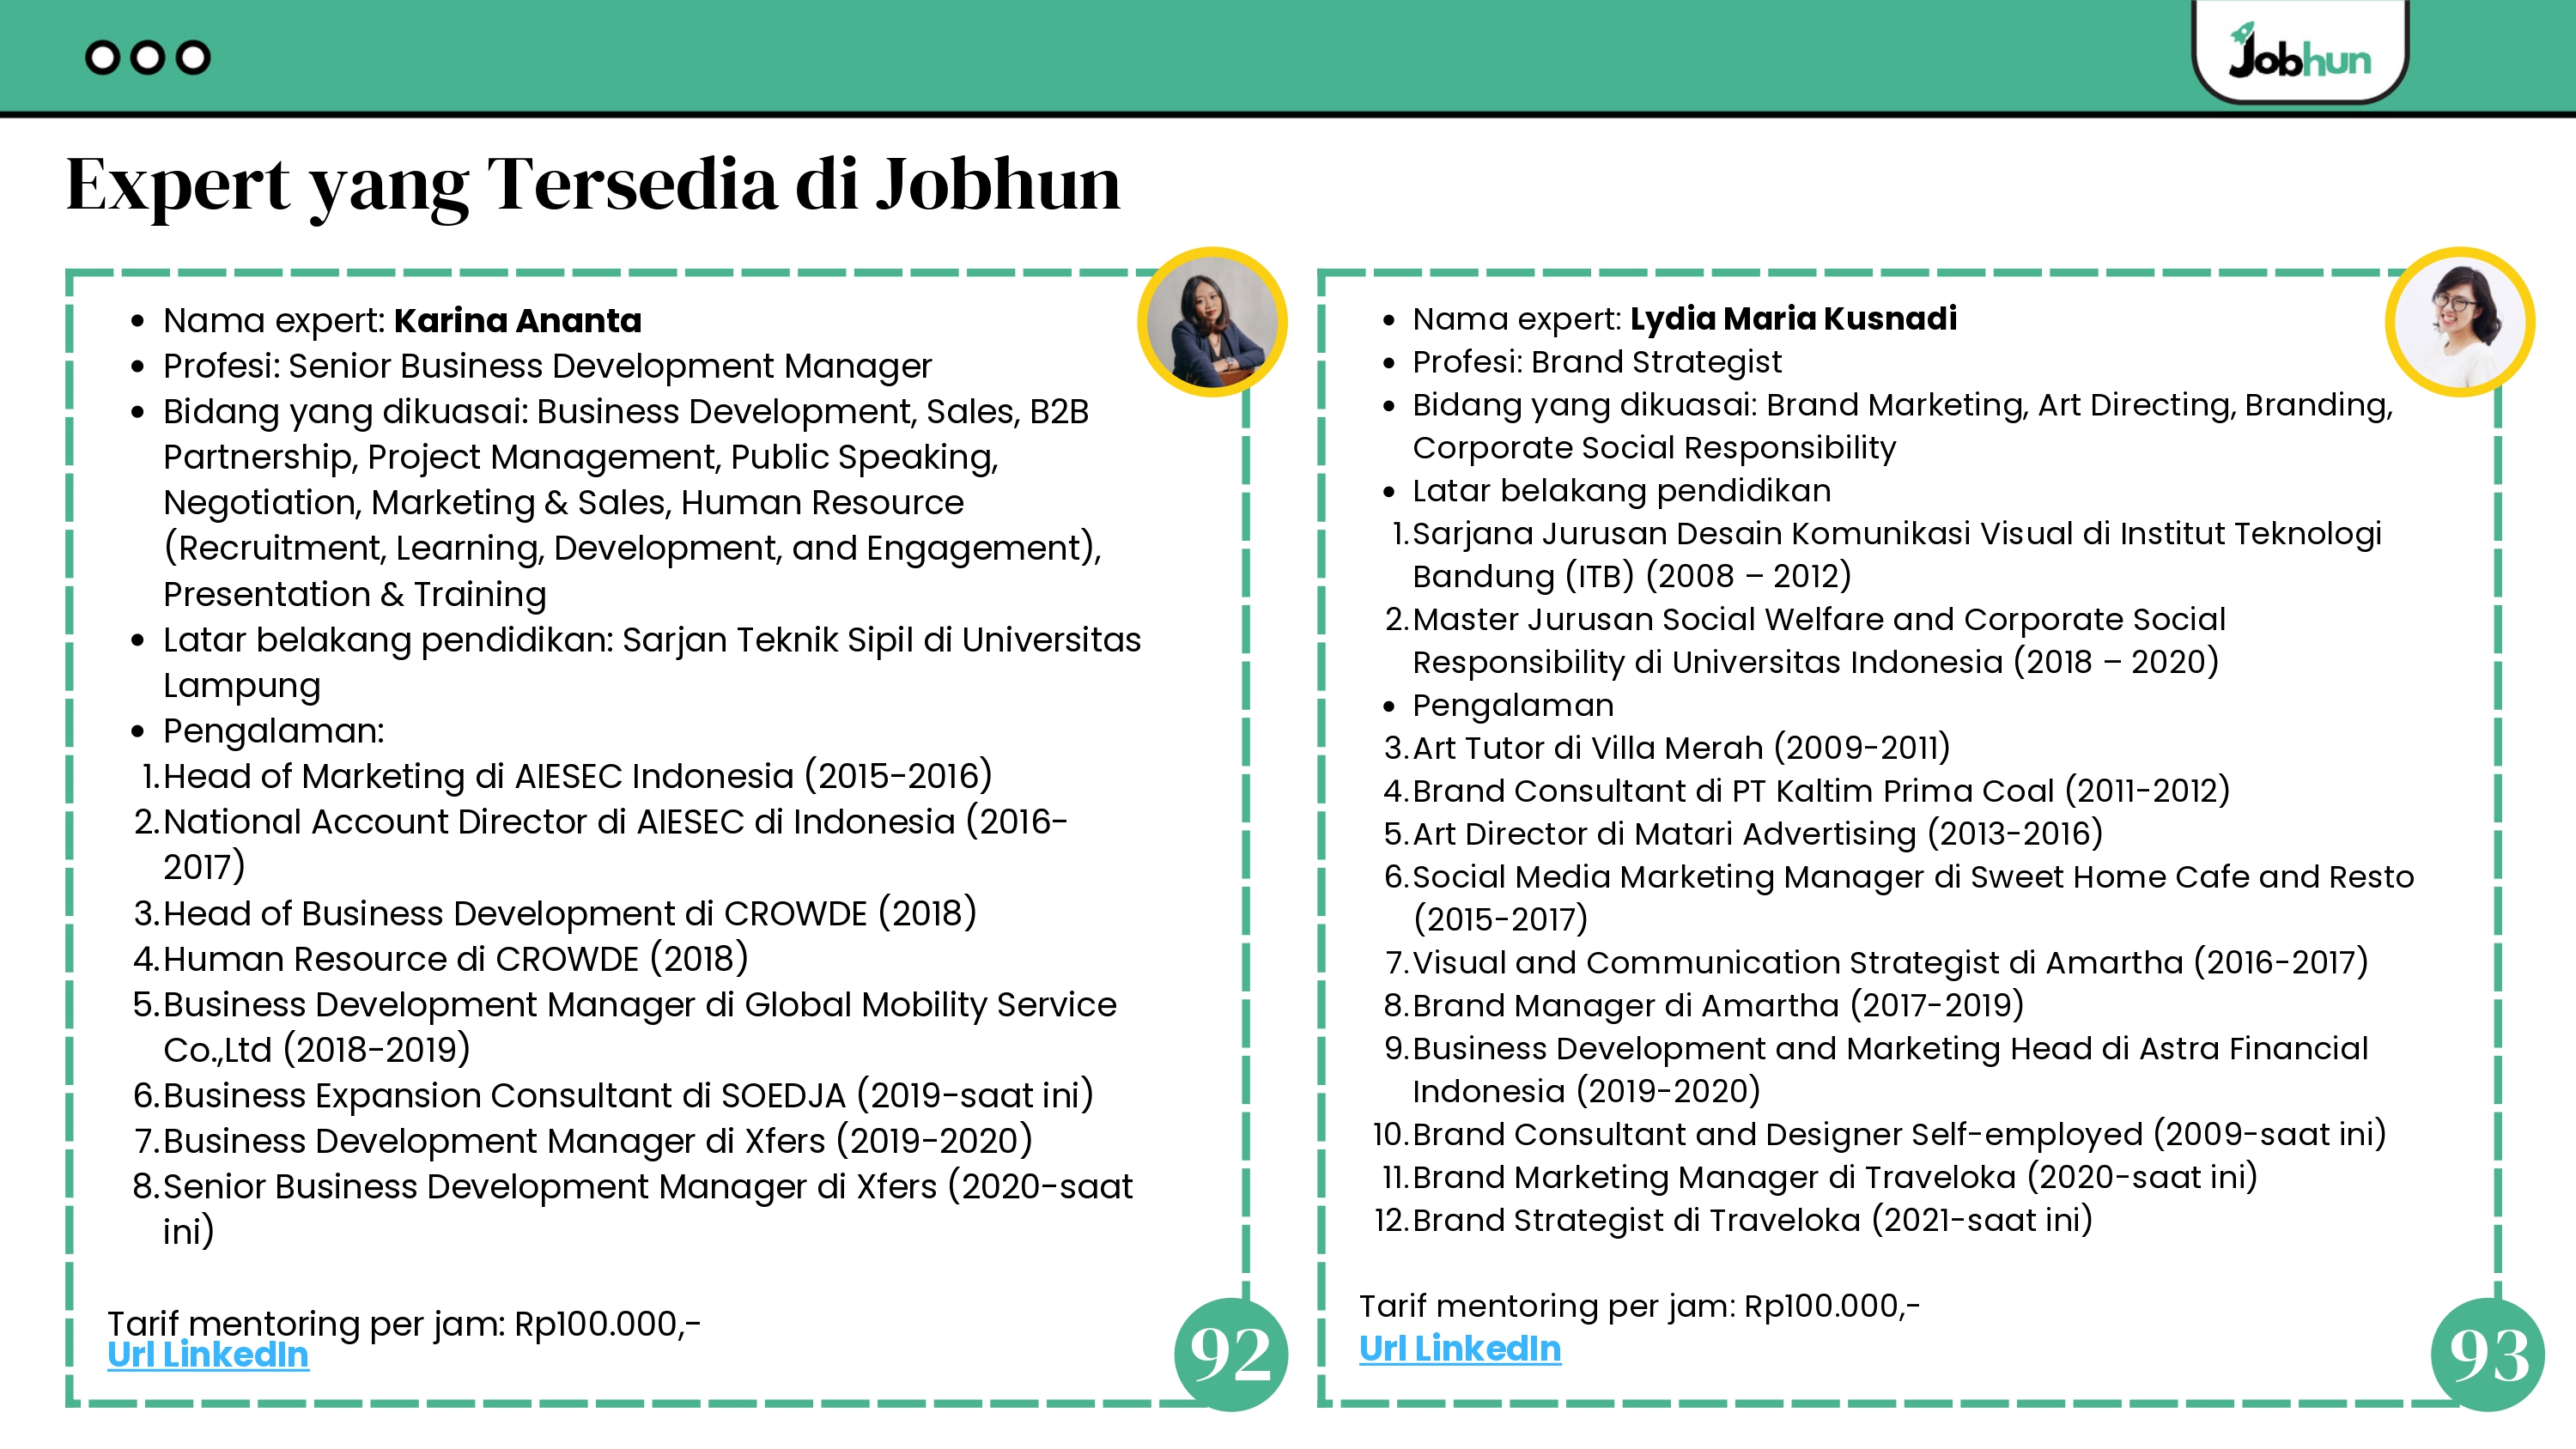 Jobhun
Expert yang Tersedia di Jobhun
• Nama expert: Karina Ananta
• Profesi: Senior Business Development Manager
• Bidang yang dikuasai: Business Development, Sales, B2B
Partnership, Project Management, Public Speaking,
Negotiation, Marketing & Sales, Human Resource
(Recruitment, Learning, Development, and Engagement),
Presentation & Training
• Latar belakang pendidikan: Sarjan Teknik Sipil di Universitas
Lampung
• Pengalaman:
1. Head of Marketing di AIESEC Indonesia (2015-2016)
2. National Account Director di AIESEC di Indonesia (2016-
2017)
3. Head of Business Development di CROWDE (2018)
4. Human Resource di CROWDE (2018)
5. Business Development Manager di Global Mobility Service
Co.,Ltd (2018-2019)
6. Business Expansion Consultant di SOEDJA (2019-saat ini)
7. Business Development Manager di Xfers (2019-2020)
8. Senior Business Development Manager di Xfers (2020-saat
ini)
Tarif mentoring per jam: Rp100.000,-
Url LinkedIn
92
• Nama expert: Lydia Maria Kusnadi
• Profesi: Brand Strategist
• Bidang yang dikuasai: Brand Marketing, Art Directing, Branding,
Corporate Social Responsibility
• Latar belakang pendidikan
1. Sarjana Jurusan Desain Komunikasi Visual di Institut Teknologi
Bandung (ITB) (2008 – 2012)
2. Master Jurusan Social Welfare and Corporate Social
Responsibility di Universitas Indonesia (2018 – 2020)
• Pengalaman
3. Art Tutor di Villa Merah (2009-2011)
4. Brand Consultant di PT Kaltim Prima Coal (2011-2012)
5. Art Director di Matari Advertising (2013-2016)
6. Social Media Marketing Manager di Sweet Home Cafe and Resto
(2015-2017)
7. Visual and Communication Strategist di Amartha (2016-2017)
8. Brand Manager di Amartha (2017-2019)
9. Business Development and Marketing Head di Astra Financial
Indonesia (2019-2020)
10. Brand Consultant and Designer Self-employed (2009-saat ini)
11. Brand Marketing Manager di Traveloka (2020-saat ini)
12. Brand Strategist di Traveloka (2021-saat ini)
Tarif mentoring per jam: Rp100.000,-
Url LinkedIn
93